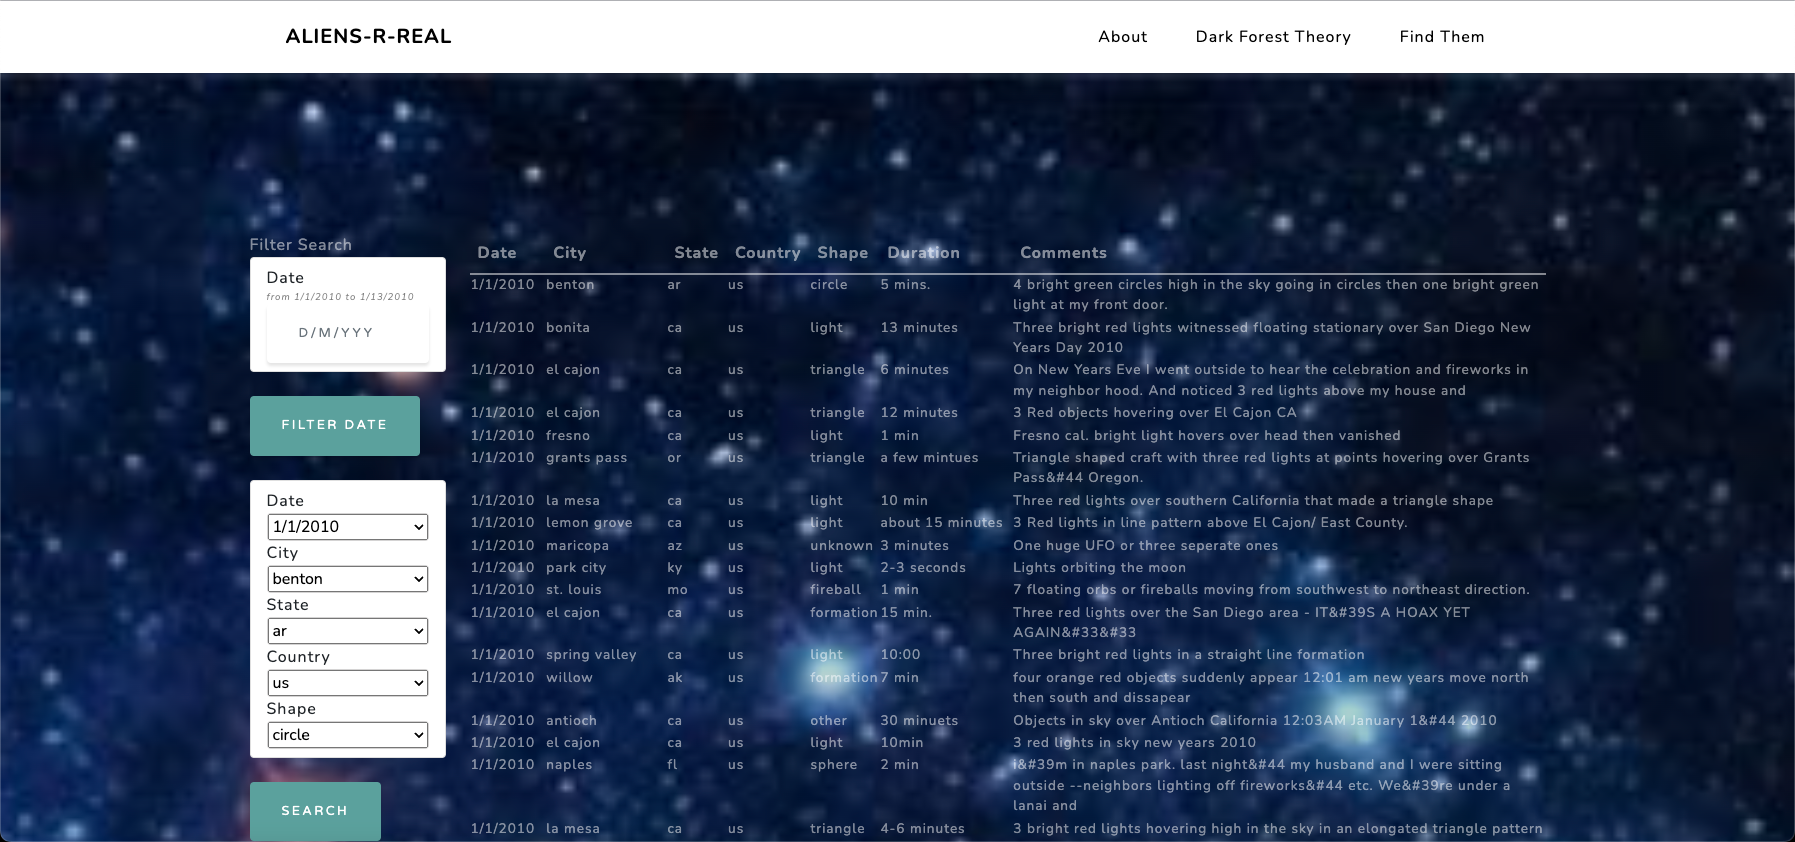 ALIENS-R-REAL
About Dark Forest Theory Find Them
Filter Search
Date
from 1/1/2010 to 1/13/2010
D/M/YYY
FILTER DATE
Date
1/1/2010
City
benton
State
ar
Country
us
Shape
circle
SEARCH
Date City State Country Shape Duration Comments
1/1/2010 benton ar us circle 5 mins. 4 bright green circles high in the sky going in circles then one bright green
light at my front door.
1/1/2010 bonita ca us light 13 minutes Three bright red lights witnessed floating stationary over San Diego New
Years Day 2010
1/1/2010 el cajon ca us triangle 6 minutes On New Years Eve I went outside to hear the celebration and fireworks in
my neighbor hood. And noticed 3 red lights above my house and
1/1/2010 el cajon ca us triangle 12 minutes 3 Red objects hovering over El Cajon CA
1/1/2010 fresno ca us light 1 min Fresno cal. bright light hovers over head then vanished
1/1/2010 grants pass or us triangle a few mintues Triangle shaped craft with three red lights at points hovering over Grants
Pass&#44 Oregon.
1/1/2010 la mesa ca us light 10 min Three red lights over southern California that made a triangle shape
1/1/2010 lemon grove ca us light about 15 minutes 3 Red lights in line pattern above El Cajon/ East County.
1/1/2010 maricopa az us unknown 3 minutes One huge UFO or three seperate ones
1/1/2010 park city ky us light 2-3 seconds Lights orbiting the moon
1/1/2010 st. louis mo us fireball 1 min 7 floating orbs or fireballs moving from southwest to northeast direction.
1/1/2010 el cajon ca us formation 15 min. Three red lights over the San Diego area - IT&#39S A HOAX YET
AGAIN&#33&#33
1/1/2010 spring valley ca us light 10:00 Three bright red lights in a straight line formation
1/1/2010 willow ak us formation 7 min four orange red objects suddenly appear 12:01 am new years move north
then south and dissapear
1/1/2010 antioch ca us other 30 minuets Objects in sky over Antioch California 12:03AM January 1&#44 2010
1/1/2010 el cajon ca us light 10min 3 red lights in sky new years 2010
1/1/2010 naples fl us sphere 2 min i&#39m in naples park. last night&#44 my husband and I were sitting
outside --neighbors lighting off fireworks&#44 etc. We&#39re under a
lanai and
1/1/2010 la mesa ca us triangle 4-6 minutes 3 bright red lights hovering high in the sky in an elongated triangle pattern